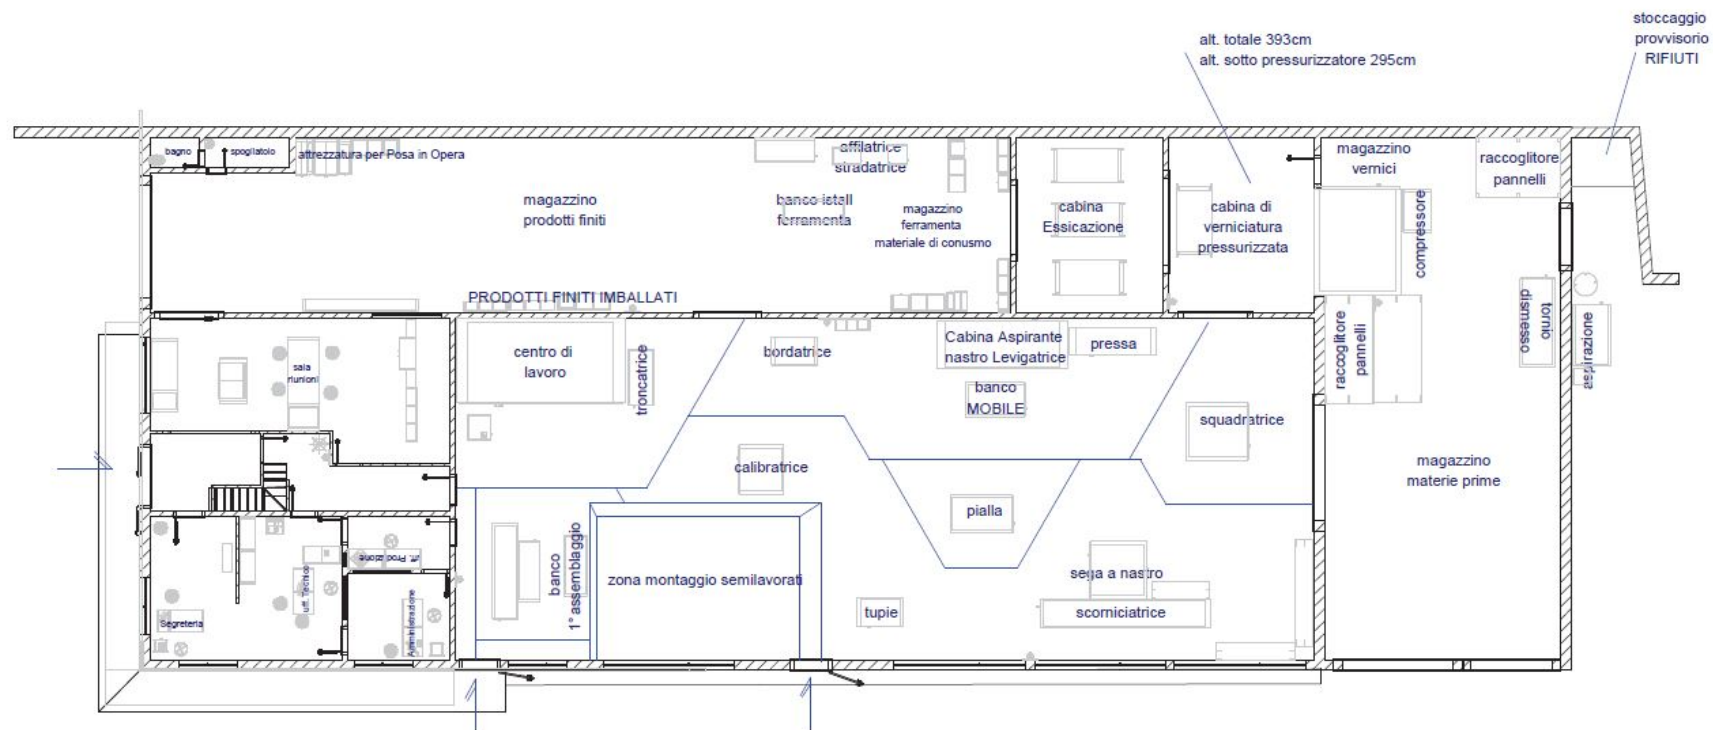 stoccaggio
provvisorio
RIFIUTI
alt. totale 393cm
alt. sotto pressurizzatore 295cm
bagno
spogliatoio
attrezzatura per Posa in Opera
affilatrice
stradatrice
magazzino
vernici
raccoglitore
pannelli
magazzino
prodotti finiti
banco istall
ferramenta
magazzino
ferramenta
materiale di conusmo
cabina
Essicazione
cabina di
verniciatura
pressurizzata
compressore
PRODOTTI FINITI IMBALLATI
tornio
dismesso
aspirazione
raccoglitore
pannelli
sala
riunioni
centro di
lavoro
troncatrice
bordatrice
Cabina Aspirante
nastro Levigatrice
pressa
banco
MOBILE
squadratrice
calibratrice
magazzino
materie prime
pialla
banco
1° assemblaggio
zona montaggio semilavorati
sega a nastro
tupie
scorniciatrice
uff. Produzione
uff. Tecnico
Segreteria
Amministrazione